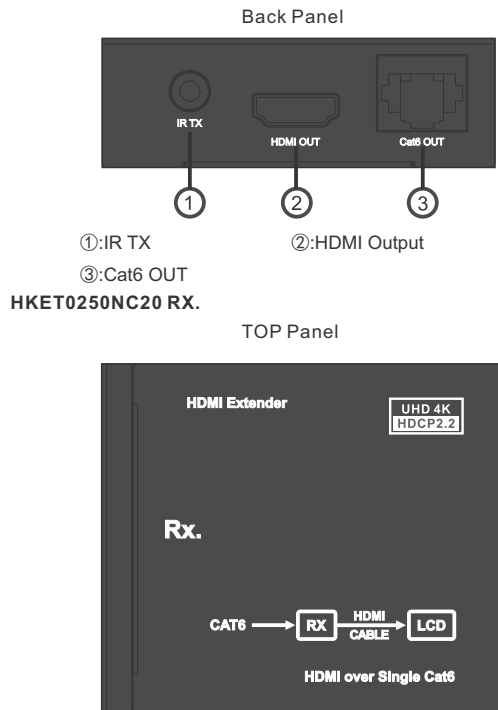 Back Panel
IR TX
HDMI OUT
Cat6 OUT
① ② ③
①:IR TX ②:HDMI Output
③:Cat6 OUT
HKET0250NC20 RX.
TOP Panel
HDMI Extender
UHD 4K
HDCP2.2
Rx.
CAT6 RX HDMI CABLE LCD
HDMI over Single Cat6